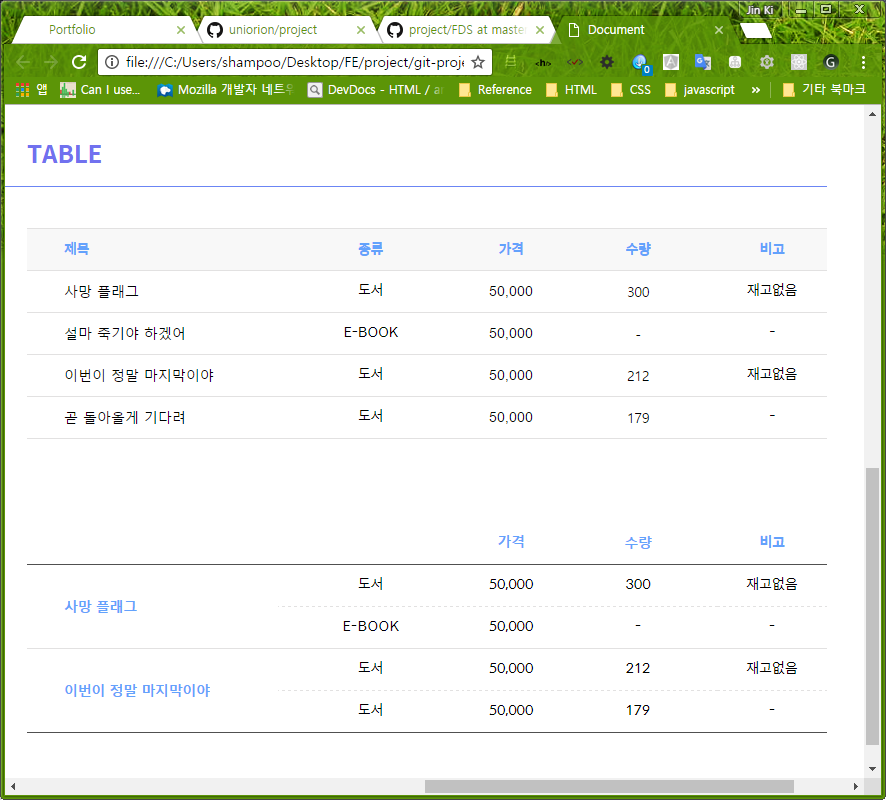 Jin Ki
Portfolio
uniorion/project
project/FDS at maste
Document
file:///C:/Users/shampoo/Desktop/FE/project/git-proje
앱
Can I use...
Mozilla 개발자 네트워
DevDocs - HTML / a
Reference
HTML
CSS
javascript
»
기타 북마크
TABLE
제목 종류 가격 수량 비고
사망 플래그 도서 50,000 300 재고없음
설마 죽기야 하겠어 E-BOOK 50,000 - -
이번이 정말 마지막이야 도서 50,000 212 재고없음
곧 돌아올게 기다려 도서 50,000 179 -
가격 수량 비고
사망 플래그
도서 50,000 300 재고없음
E-BOOK 50,000 - -
이번이 정말 마지막이야
도서 50,000 212 재고없음
도서 50,000 179 -